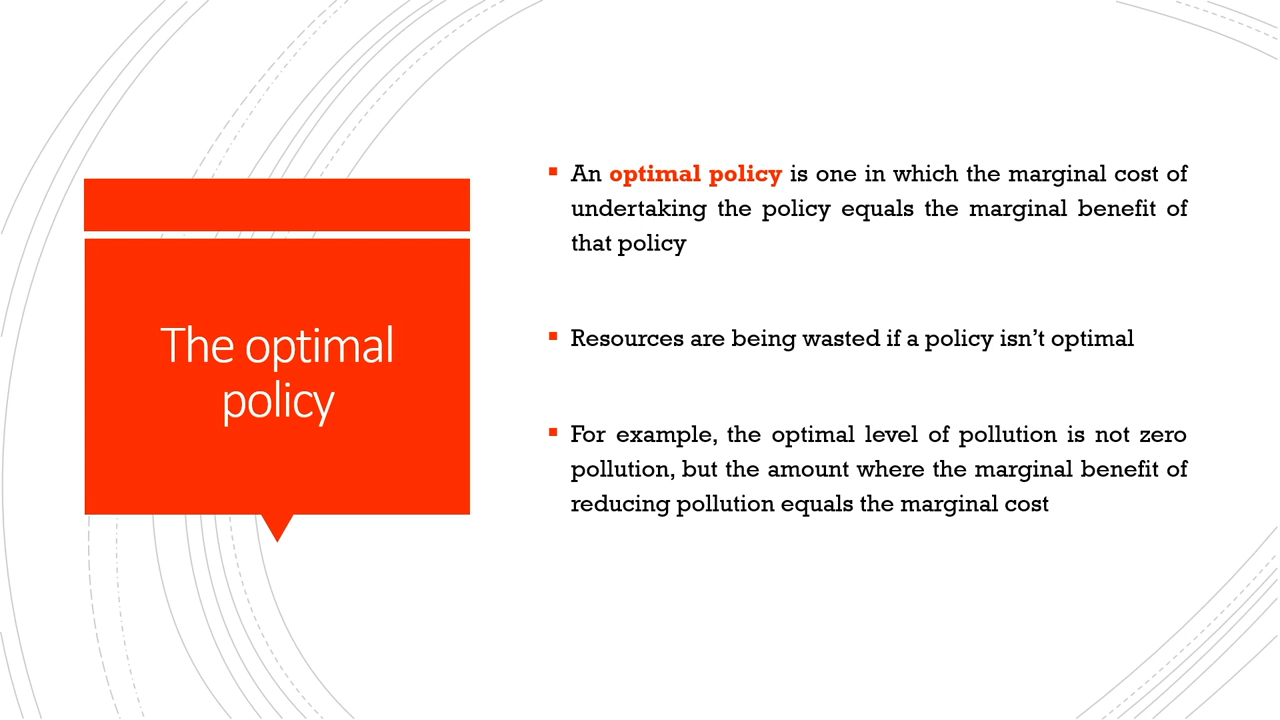 The optimal
policy
▪ An optimal policy is one in which the marginal cost of
undertaking the policy equals the marginal benefit of
that policy
▪ Resources are being wasted if a policy isn’t optimal
▪ For example, the optimal level of pollution is not zero
pollution, but the amount where the marginal benefit of
reducing pollution equals the marginal cost